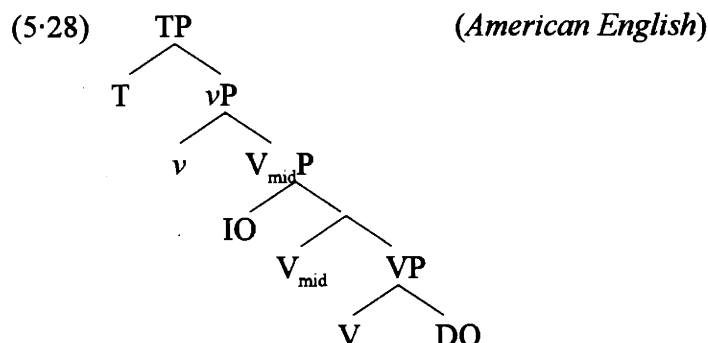 (5·28) TP (American English)
T vP
v VmidP
IO
Vmid VP
V DO